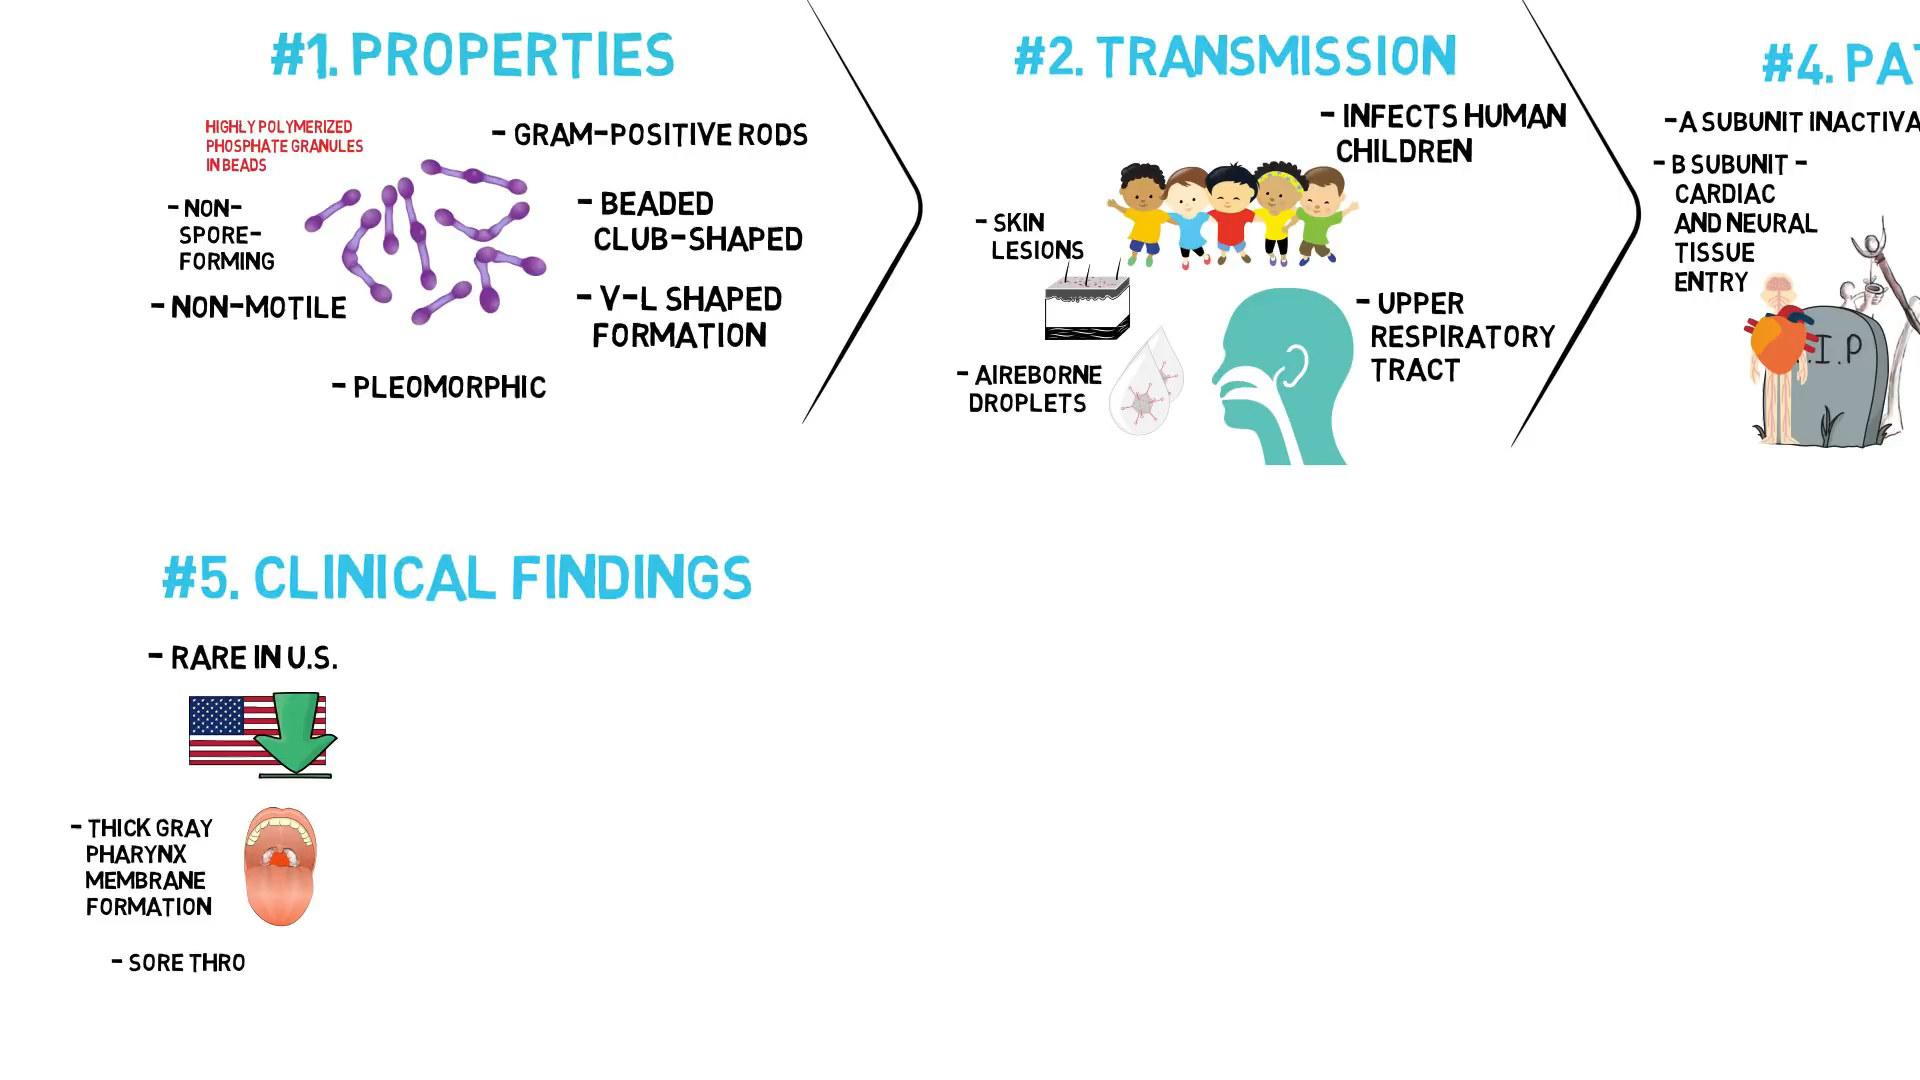 #1. PROPERTIES
HIGHLY POLYMERIZED
PHOSPHATE GRANULES
IN BEADS
- GRAM-POSITIVE RODS
- NON-
SPORE-
FORMING
- BEADED
CLUB-SHAPED
- NON-MOTILE
- V-L SHAPED
FORMATION
- PLEOMORPHIC
#2. TRANSMISSION
- INFECTS HUMAN
CHILDREN
- SKIN
LESIONS
- UPPER
RESPIRATORY
TRACT
- AIREBORNE
DROPLETS
#4. PAT
- A SUBUNIT INACTIVA
- B SUBUNIT -
CARDIAC
AND NEURAL
TISSUE
ENTRY
R.I.P
#5. CLINICAL FINDINGS
- RARE IN U.S.
- THICK GRAY
PHARYNX
MEMBRANE
FORMATION
- SORE THRO